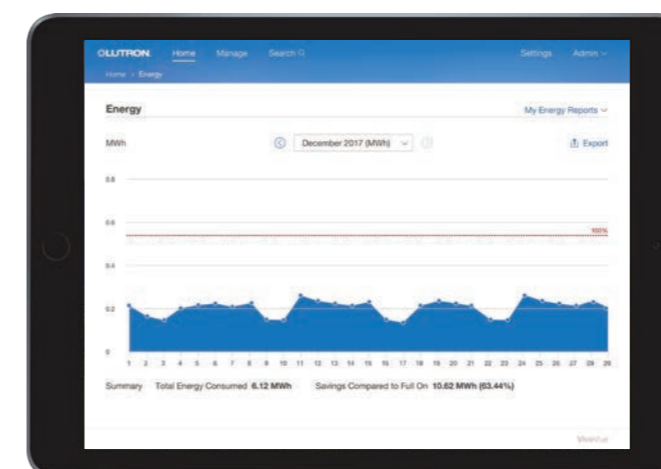 LUTRON Home Manage Search Settings Admin
Home > Energy
Energy
My Energy Reports
MWh
December 2017 (MWh)
Export
0.8
0.6
100%
0.4
0.2
0
1 2 3 4 5 6 7 8 9 10 11 12 13 14 15 16 17 18 19 20 21 22 23 24 25 26 27 28 29
Summary Total Energy Consumed 6.12 MWh Savings Compared to Full On 10.62 MWh (63.44%)